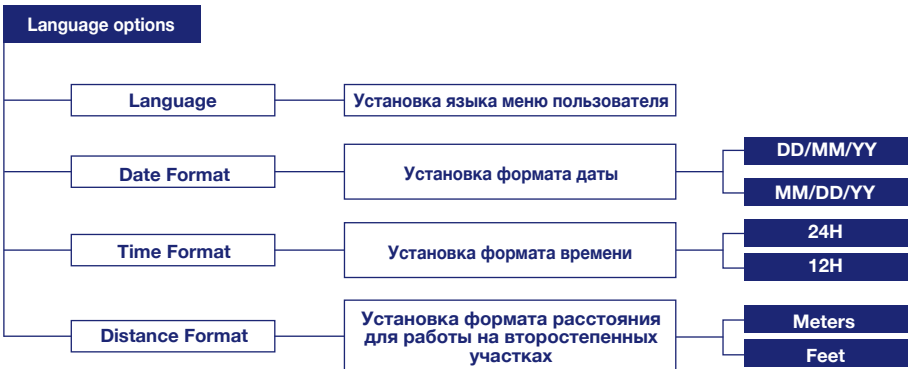 Language options
Language
Установка языка меню пользователя
Date Format
Установка формата даты
DD/MM/YY
MM/DD/YY
Time Format
Установка формата времени
24H
12H
Distance Format
Установка формата расстояния
для работы на второстепенных
участках
Meters
Feet